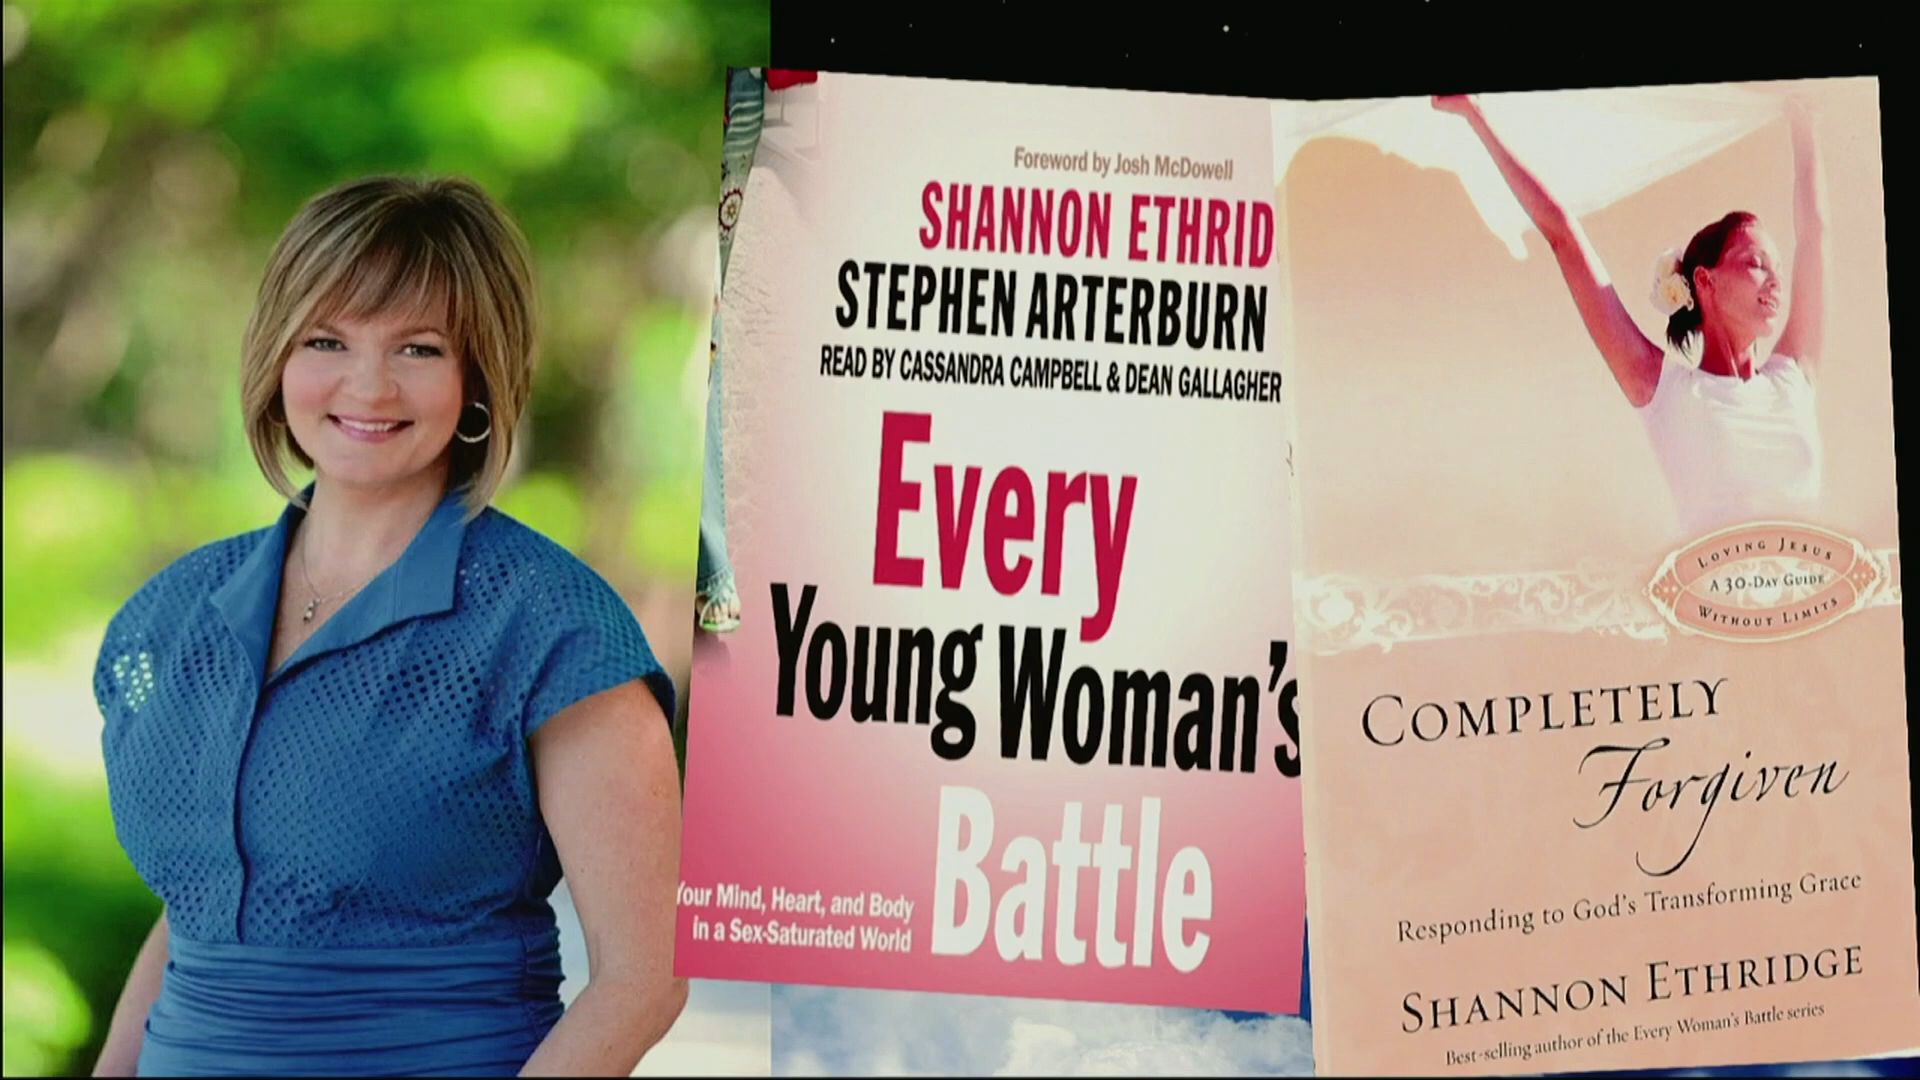 Foreword by Josh McDowell
SHANNON ETHRID
STEPHEN ARTERBURN
READ BY CASSANDRA CAMPBELL & DEAN GALLAGHER
Every
Young Woman's
Battle
Your Mind, Heart, and Body
in a Sex-Saturated World
LOVING JESUS
A 30-DAY GUIDE
WITHOUT LIMITS
COMPLETELY
Forgiven
Responding to God's Transforming Grace
SHANNON ETHRIDGE
Best-selling author of the Every Woman's Battle series